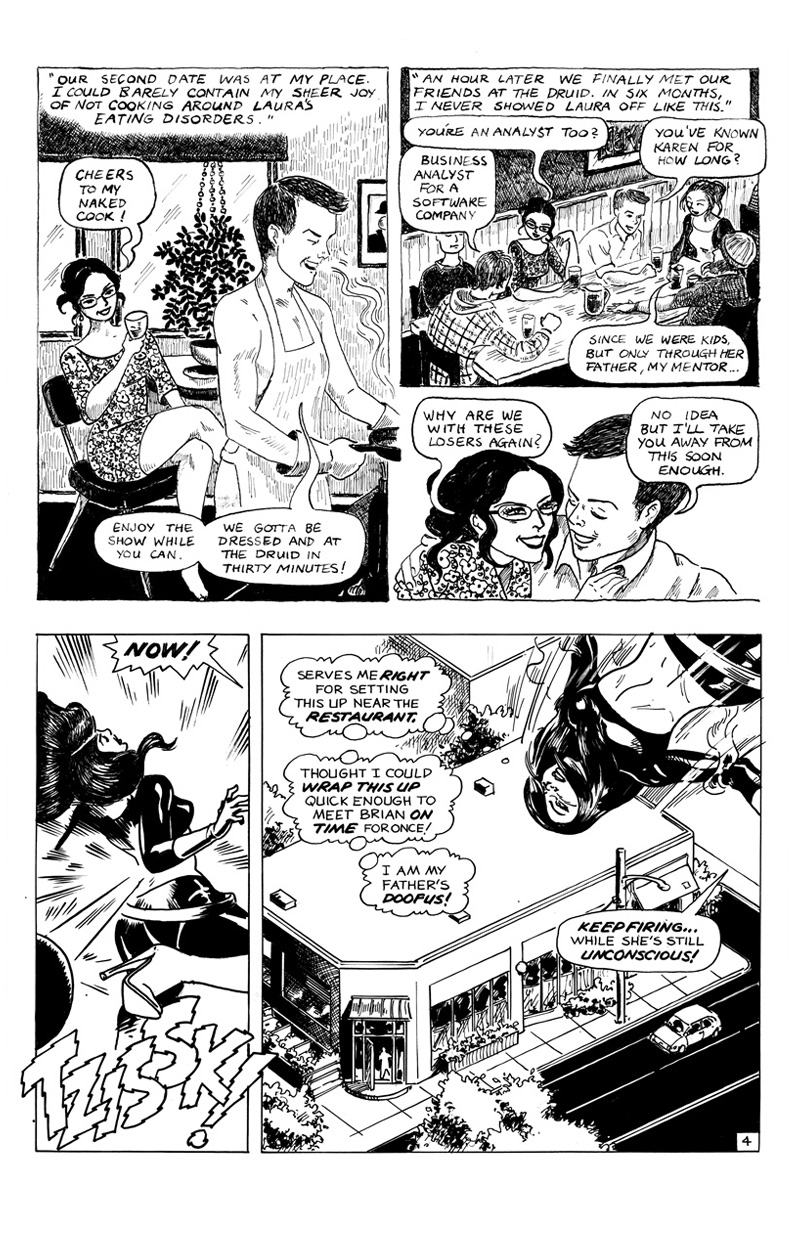 "OUR SECOND DATE WAS AT MY PLACE.
I COULD BARELY CONTAIN MY SHEER JOY
OF NOT COOKING AROUND LAURA'S
EATING DISORDERS."
CHEERS
TO MY
NAKED
COOK!
ENJOY THE
SHOW WHILE
YOU CAN.
WE GOTTA BE
DRESSED AND AT
THE DRUID IN
THIRTY MINUTES!
"AN HOUR LATER WE FINALLY MET OUR
FRIENDS AT THE DRUID. IN SIX MONTHS,
I NEVER SHOWED LAURA OFF LIKE THIS."
YOU'RE AN ANALYST TOO?
BUSINESS
ANALYST
FOR A
SOFTWARE
COMPANY
YOU'VE KNOWN
KAREN FOR
HOW LONG?
SINCE WE WERE KIDS,
BUT ONLY THROUGH HER
FATHER, MY MENTOR...
WHY ARE WE
WITH THESE
LOSERS AGAIN?
NO IDEA
BUT I'LL TAKE
YOU AWAY FROM
THIS SOON
ENOUGH.
NOW!
TZISSSK!
SERVES ME RIGHT
FOR SETTING
THIS UP NEAR THE
RESTAURANT.
THOUGHT I COULD
WRAP THIS UP
QUICK ENOUGH TO
MEET BRIAN ON
TIME FOR ONCE!
I AM MY
FATHER'S
DOOFUS!
KEEP FIRING...
WHILE SHE'S STILL
UNCONSCIOUS!
4